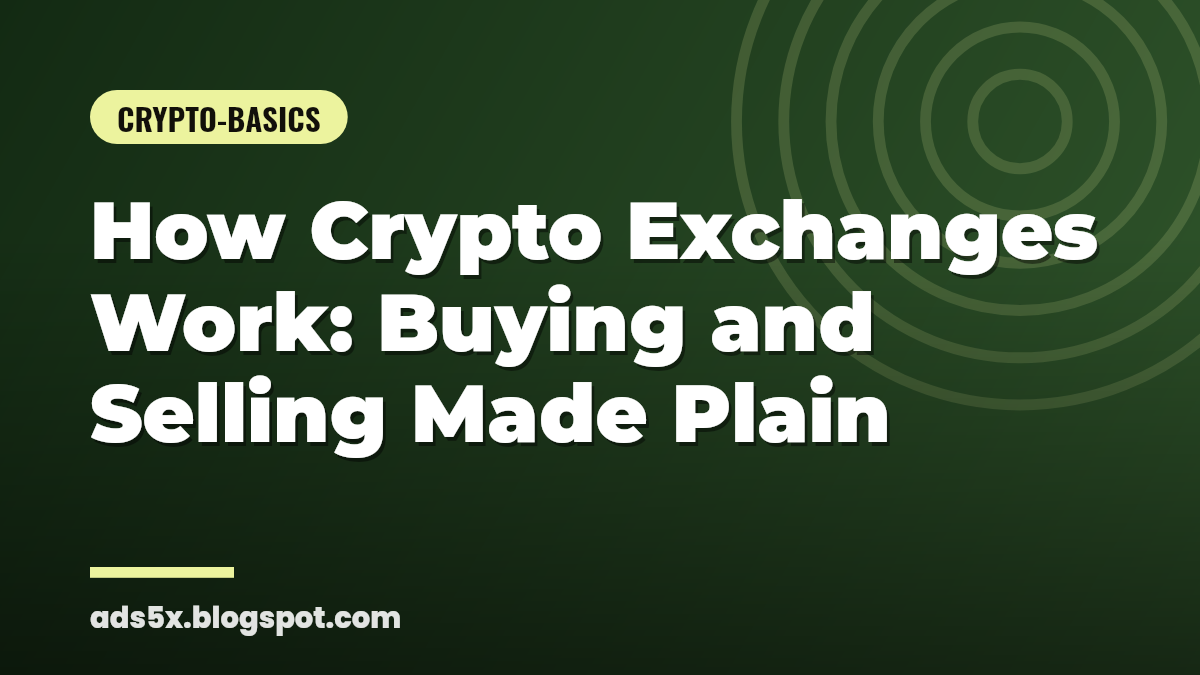 CRYPTO-BASICS
How Crypto Exchanges
Work: Buying and
Selling Made Plain
ads5x.blogspot.com